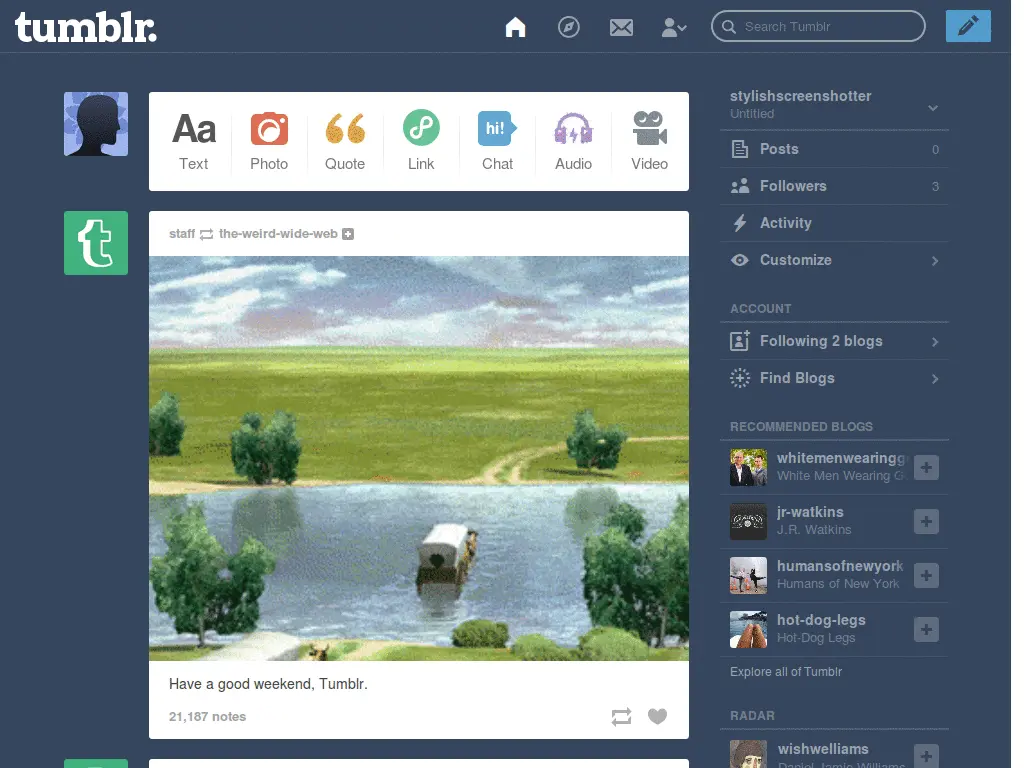 tumblr.
Search Tumblr
Aa
hi!
Text
Photo
Quote
Link
Chat
Audio
Video
t
staff the-weird-wide-web
Have a good weekend, Tumblr.
21,187 notes
stylishscreenshotter
Untitled
Posts 0
Followers 3
Activity
Customize
ACCOUNT
Following 2 blogs
Find Blogs
RECOMMENDED BLOGS
whitemenwearingg
White Men Wearing G
jr-watkins
J.R. Watkins
humansofnewyork
Humans of New York
hot-dog-legs
Hot-Dog Legs
Explore all of Tumblr
RADAR
wishwelliams
Daniel Jamie Williams